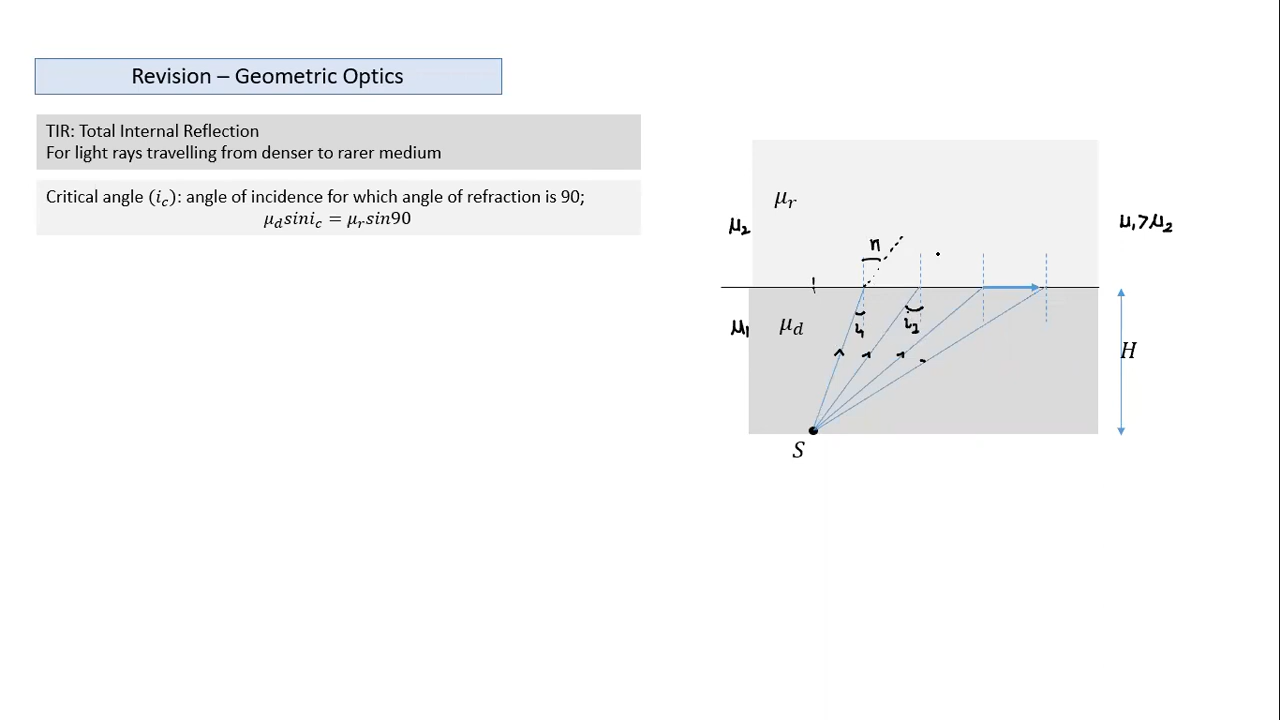 Revision – Geometric Optics
TIR: Total Internal Reflection
For light rays travelling from denser to rarer medium
Critical angle (i_c): angle of incidence for which angle of refraction is 90;
μ_d sini_c = μ_r sin90
μ_r
μ₂
μ₁>μ₂
μ₁
μ_d
i₂
H
S